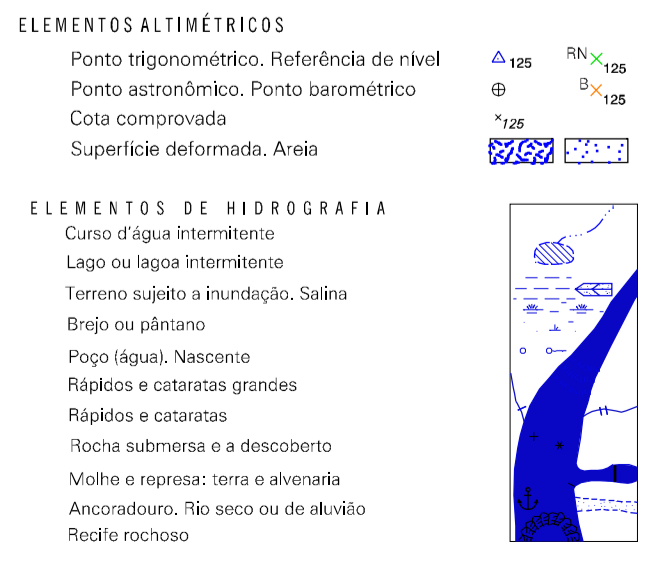 ELEMENTOS ALTIMÉTRICOS
Ponto trigonométrico. Referência de nível 125 RN 125
Ponto astronômico. Ponto barométrico B 125
Cota comprovada 125
Superfície deformada. Areia
ELEMENTOS DE HIDROGRAFIA
Curso d'água intermitente
Lago ou lagoa intermitente
Terreno sujeito a inundação. Salina
Brejo ou pântano
Poço (água). Nascente
Rápidos e cataratas grandes
Rápidos e cataratas
Rocha submersa e a descoberto
Molhe e represa: terra e alvenaria
Ancoradouro. Rio seco ou de aluvião
Recife rochoso